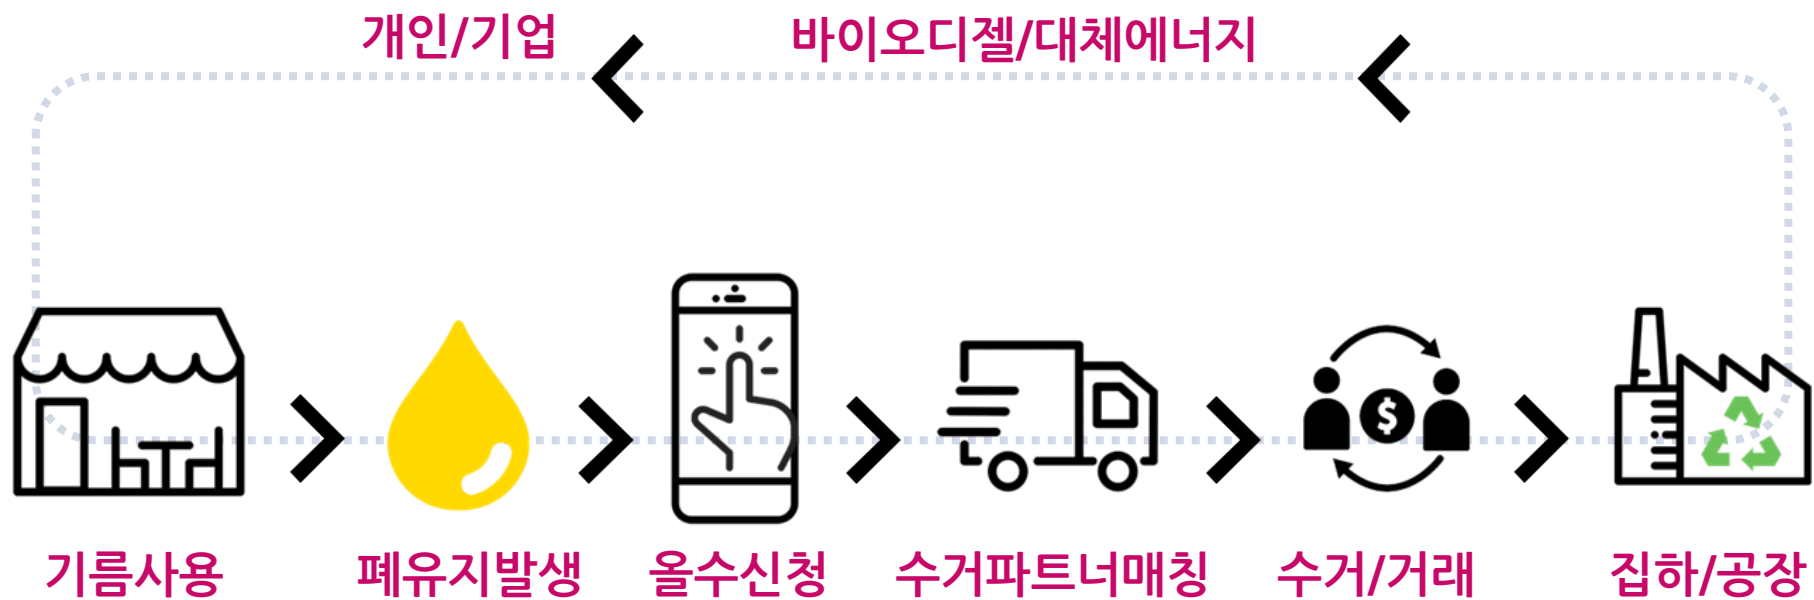 개인/기업
바이오디젤/대체에너지
기름사용
폐유지발생
올수신청
수거파트너매칭
수거/거래
집하/공장